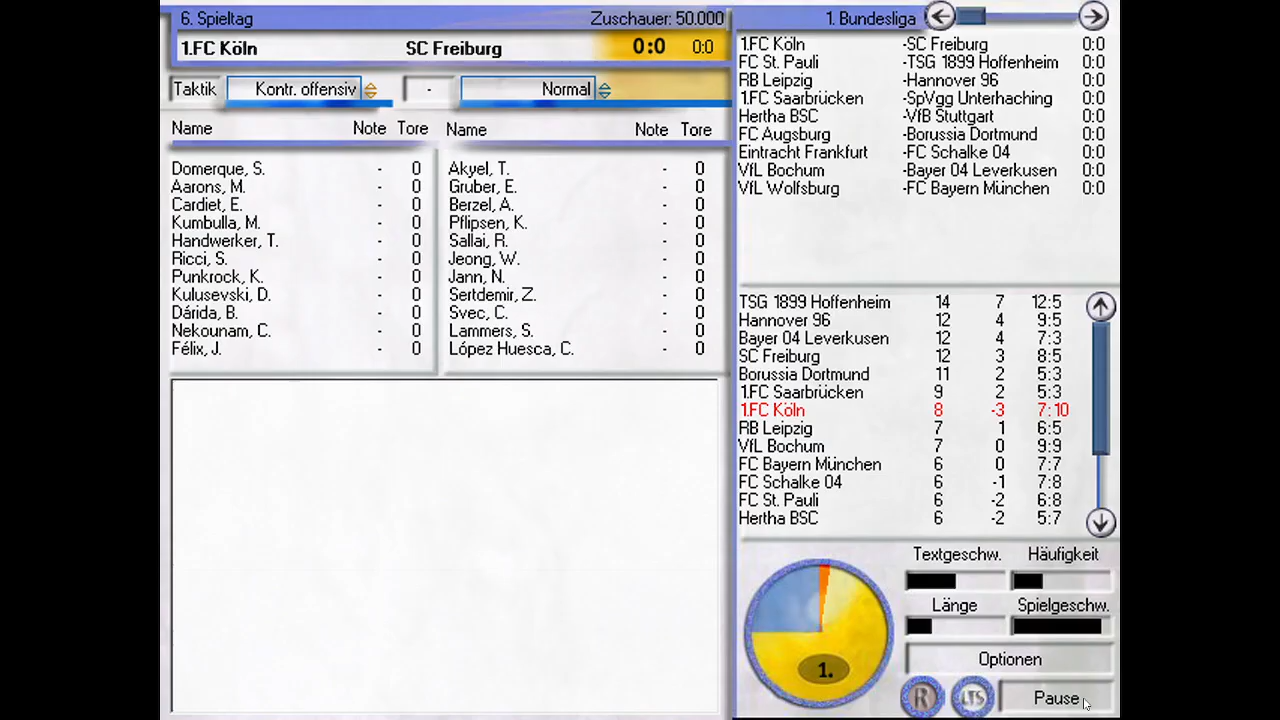 6. Spieltag Zuschauer: 50.000
1.FC Köln SC Freiburg 0:0 0:0
Taktik Kontr. offensiv - Normal
Name Note Tore Name Note Tore
Domerque, S. - 0 Akyel, T. - 0
Aarons, M. - 0 Gruber, E. - 0
Cardiet, E. - 0 Berzel, A. - 0
Kumbulla, M. - 0 Pflipsen, K. - 0
Handwerker, T. - 0 Sallai, R. - 0
Ricci, S. - 0 Jeong, W. - 0
Punkrock, K. - 0 Jann, N. - 0
Kulusevski, D. - 0 Sertdemir, Z. - 0
Dárida, B. - 0 Svec, C. - 0
Nekounam, C. - 0 Lammers, S. - 0
Félix, J. - 0 López Huesca, C. - 0
1. Bundesliga
1.FC Köln -SC Freiburg 0:0
FC St. Pauli -TSG 1899 Hoffenheim 0:0
RB Leipzig -Hannover 96 0:0
1.FC Saarbrücken -SpVgg Unterhaching 0:0
Hertha BSC -VfB Stuttgart 0:0
FC Augsburg -Borussia Dortmund 0:0
Eintracht Frankfurt -FC Schalke 04 0:0
VfL Bochum -Bayer 04 Leverkusen 0:0
VfL Wolfsburg -FC Bayern München 0:0
TSG 1899 Hoffenheim 14 7 12:5
Hannover 96 12 4 9:5
Bayer 04 Leverkusen 12 4 7:3
SC Freiburg 12 3 8:5
Borussia Dortmund 11 2 5:3
1.FC Saarbrücken 9 2 5:3
1.FC Köln 8 -3 7:10
RB Leipzig 7 1 6:5
VfL Bochum 7 0 9:9
FC Bayern München 6 0 7:7
FC Schalke 04 6 -1 7:8
FC St. Pauli 6 -2 6:8
Hertha BSC 6 -2 5:7
Textgeschw. Häufigkeit
Länge Spielgeschw.
1.
Optionen
R LTS Pause